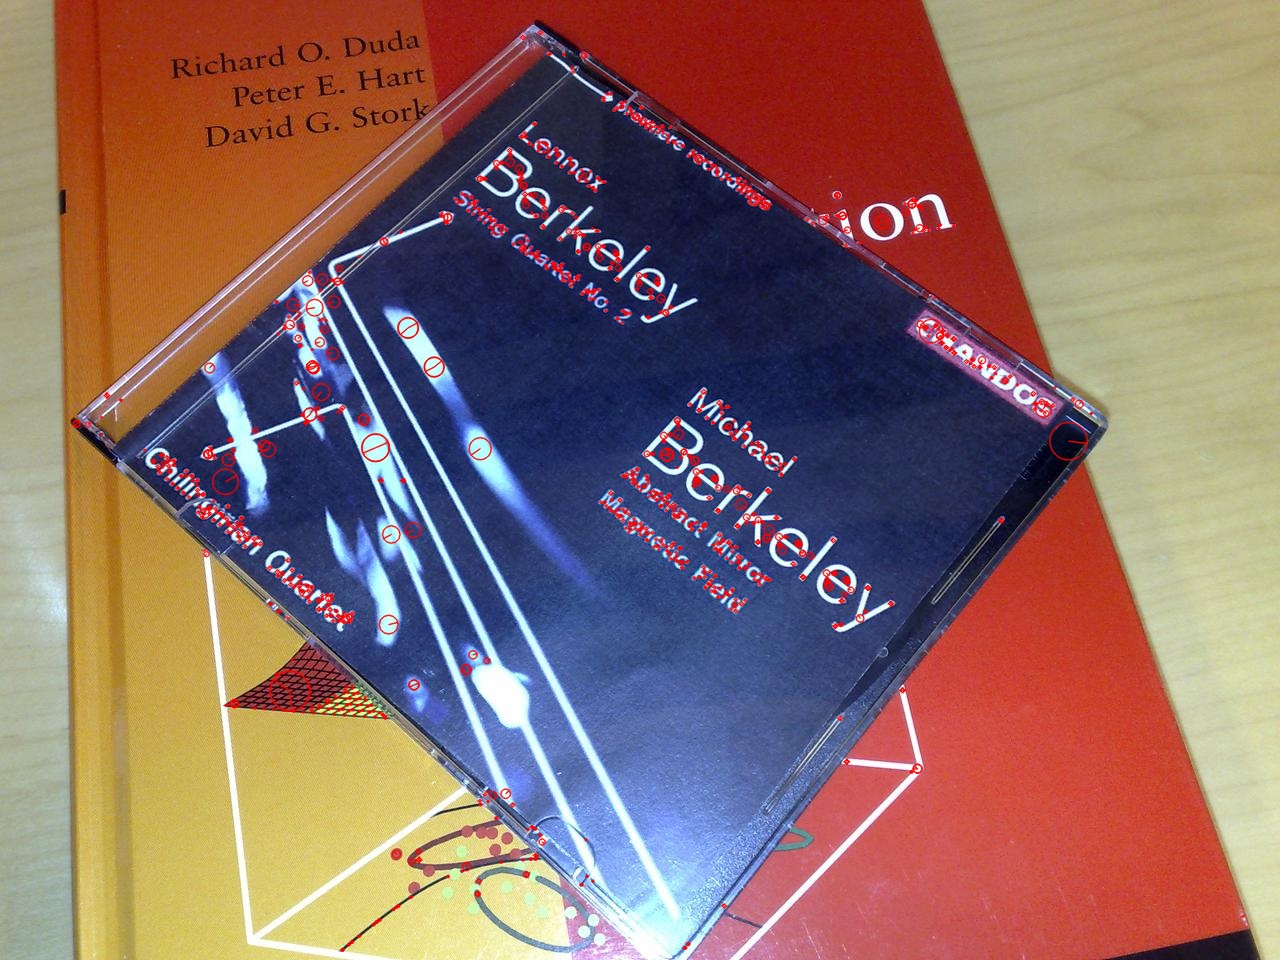 Richard O. Duda
Peter E. Hart
David G. Stork
ion
premiere recordings
Lennox
Berkeley
String Quartet No. 2
CHANDOS
Michael
Berkeley
Abstract Mirror
Magnetic Field
Chilingirian Quartet